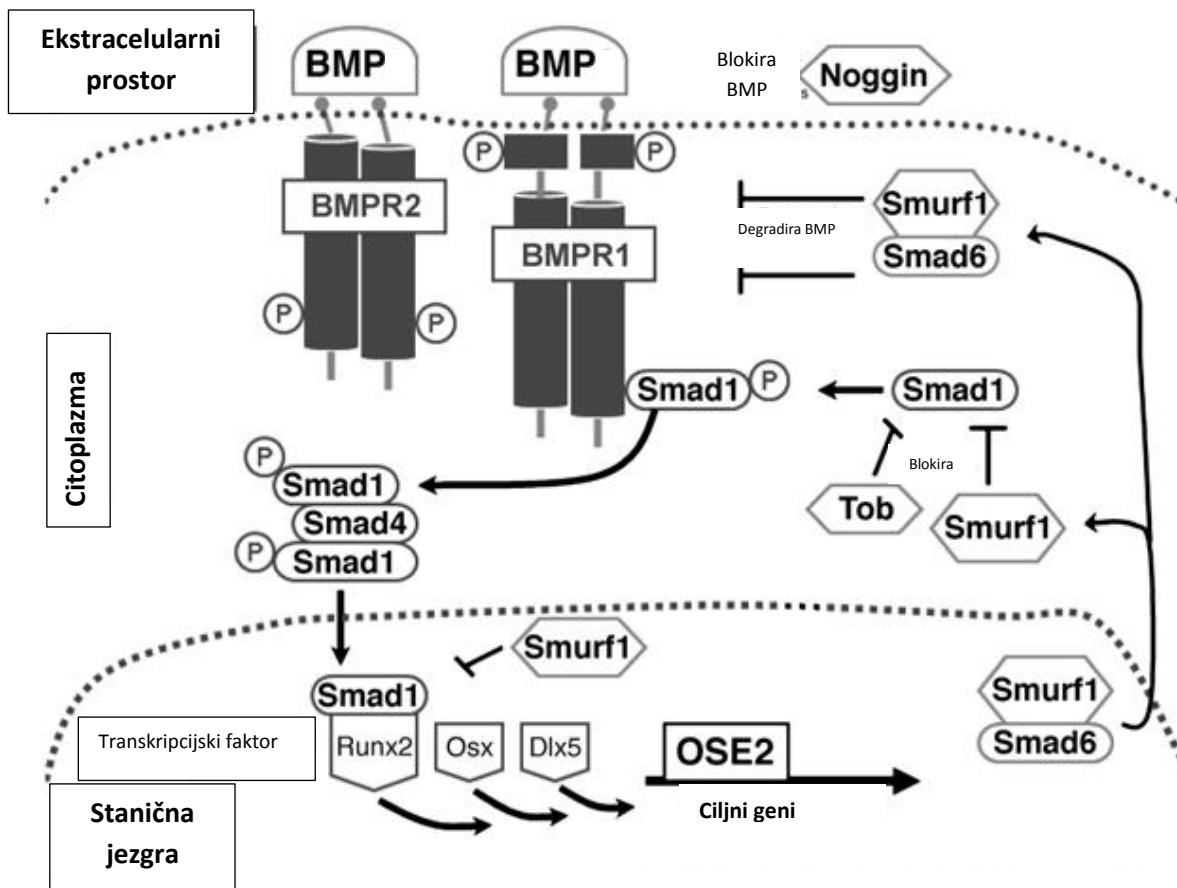 Ekstracelularni
prostor
BMP
BMP
Blokira
BMP
s
Noggin
P
P
BMPR2
BMPR1
P
P
Smurf1
Smad6
Degradira BMP
Citoplazma
Smad1
P
Smad1
Blokira
Tob
Smurf1
P
Smad1
Smad4
P
Smad1
Smurf1
Smad1
Runx2
Osx
Dlx5
OSE2
Smurf1
Smad6
Transkripcijski faktor
Ciljni geni
Stanična
jezgra